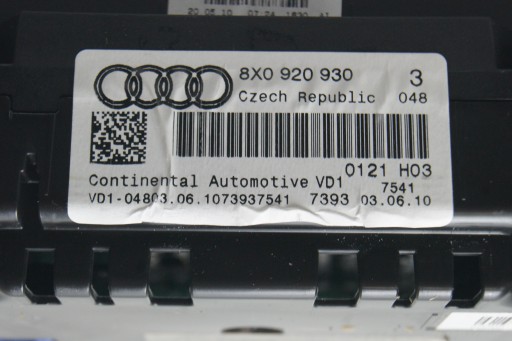 8X0 920 930 3
Czech Republic 048
0121 H03
Continental Automotive VD1 7541
VD1-04803.06.1073937541 7393 03.06.10